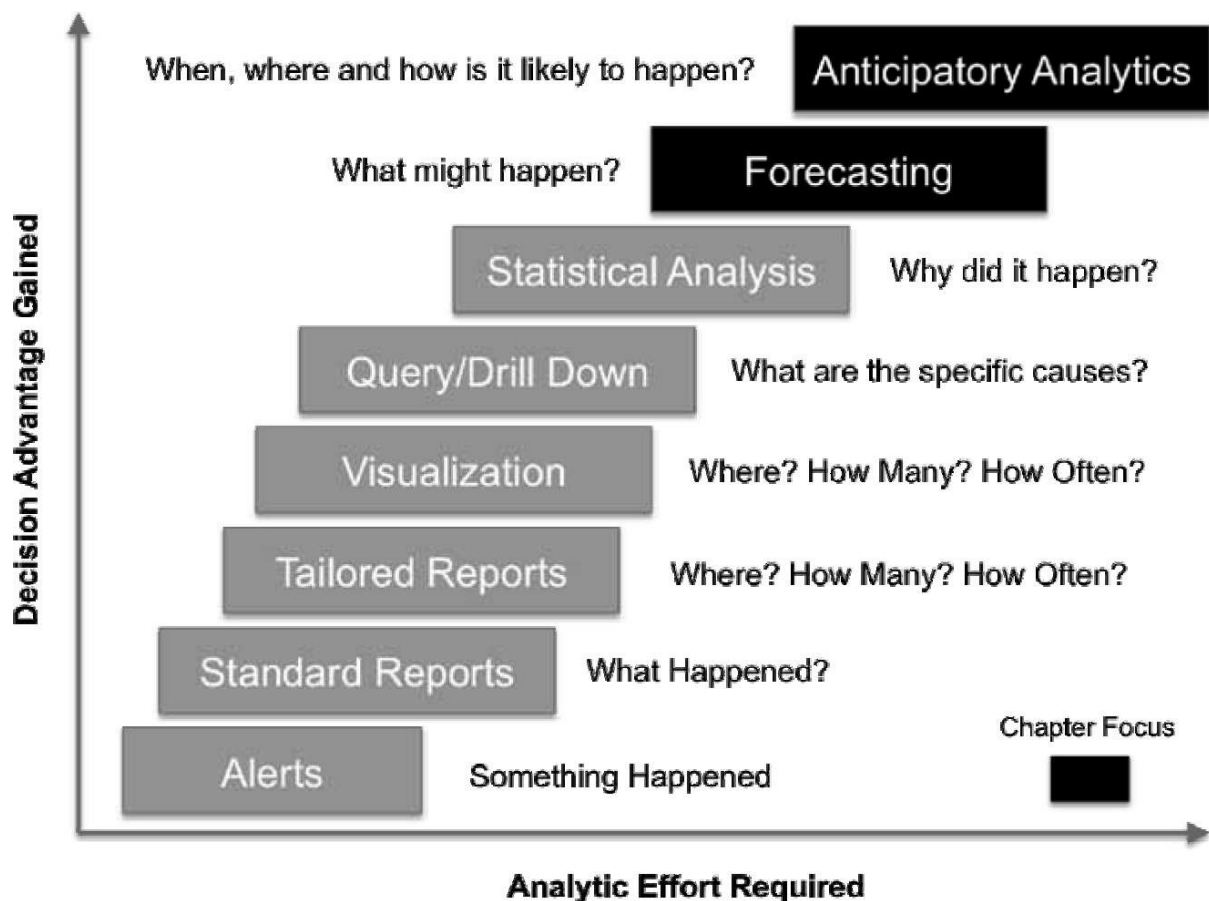 When, where and how is it likely to happen?
Anticipatory Analytics
What might happen?
Forecasting
Statistical Analysis
Why did it happen?
Query/Drill Down
What are the specific causes?
Visualization
Where? How Many? How Often?
Tailored Reports
Where? How Many? How Often?
Standard Reports
What Happened?
Alerts
Something Happened
Chapter Focus
Decision Advantage Gained
Analytic Effort Required